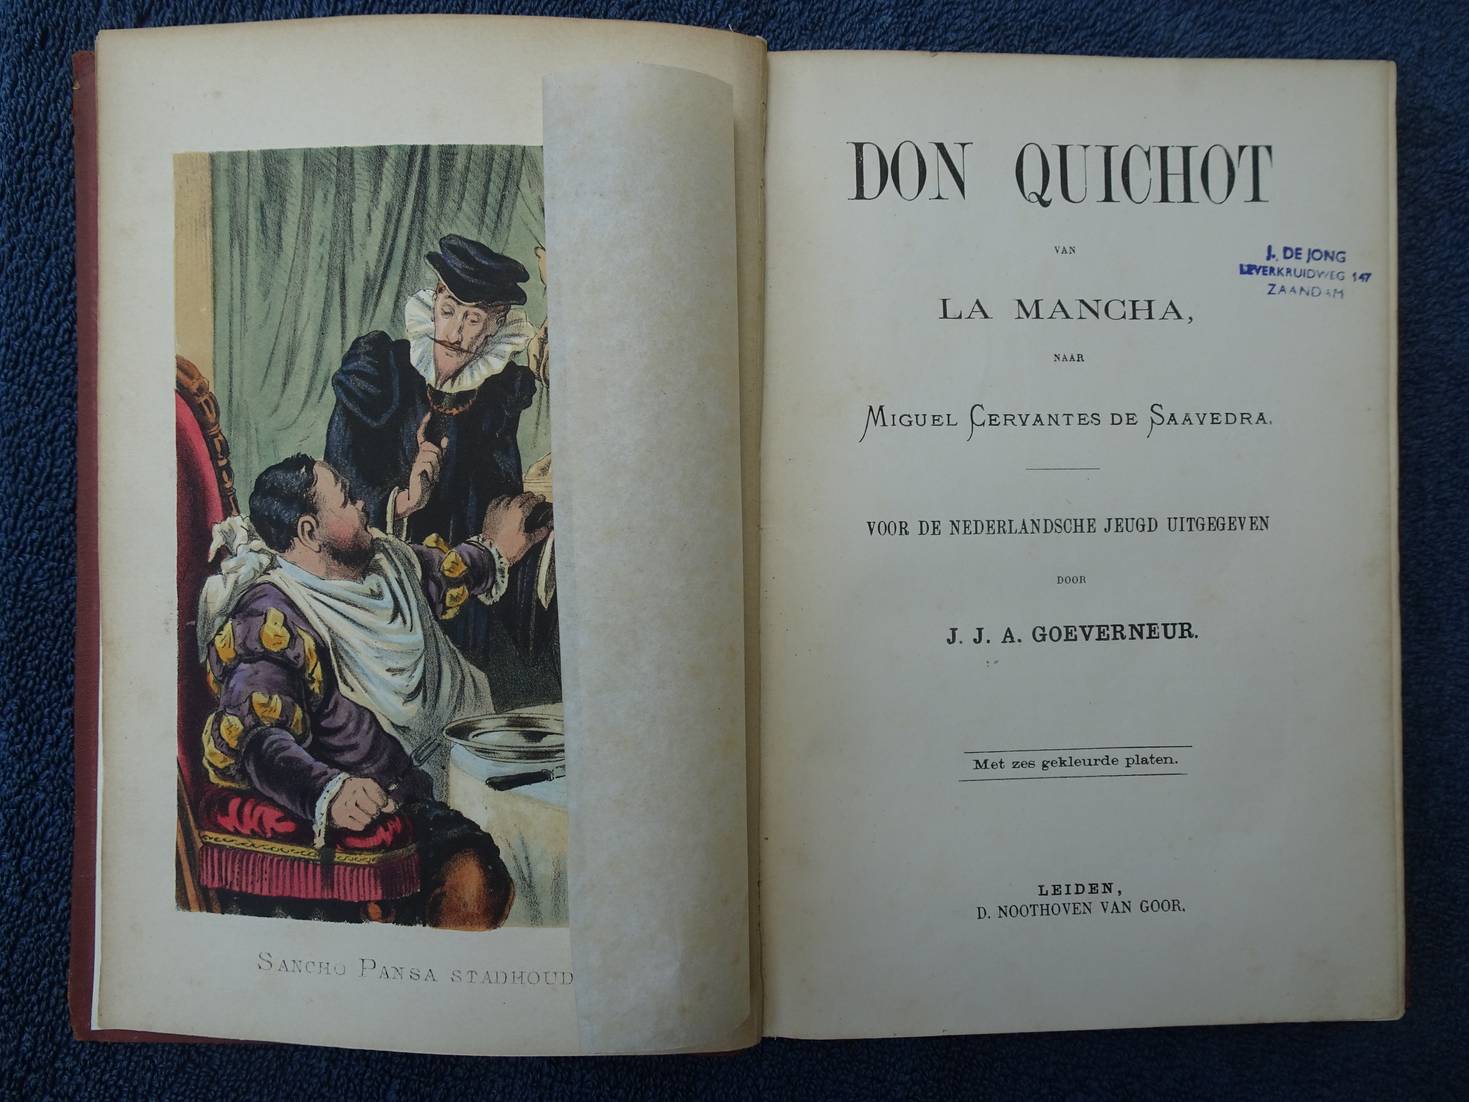 SANCHO PANSA STADHOUD
DON QUICHOT
VAN
LA MANCHA,
NAAR
MIGUEL CERVANTES DE SAAVEDRA.
VOOR DE NEDERLANDSCHE JEUGD UITGEGEVEN
DOOR
J. J. A. GOEVERNEUR.
Met zes gekleurde platen.
LEIDEN,
D. NOOTHOVEN VAN GOOR.
J. DE JONG
LEVERKRUIDWEG 147
ZAANDAM